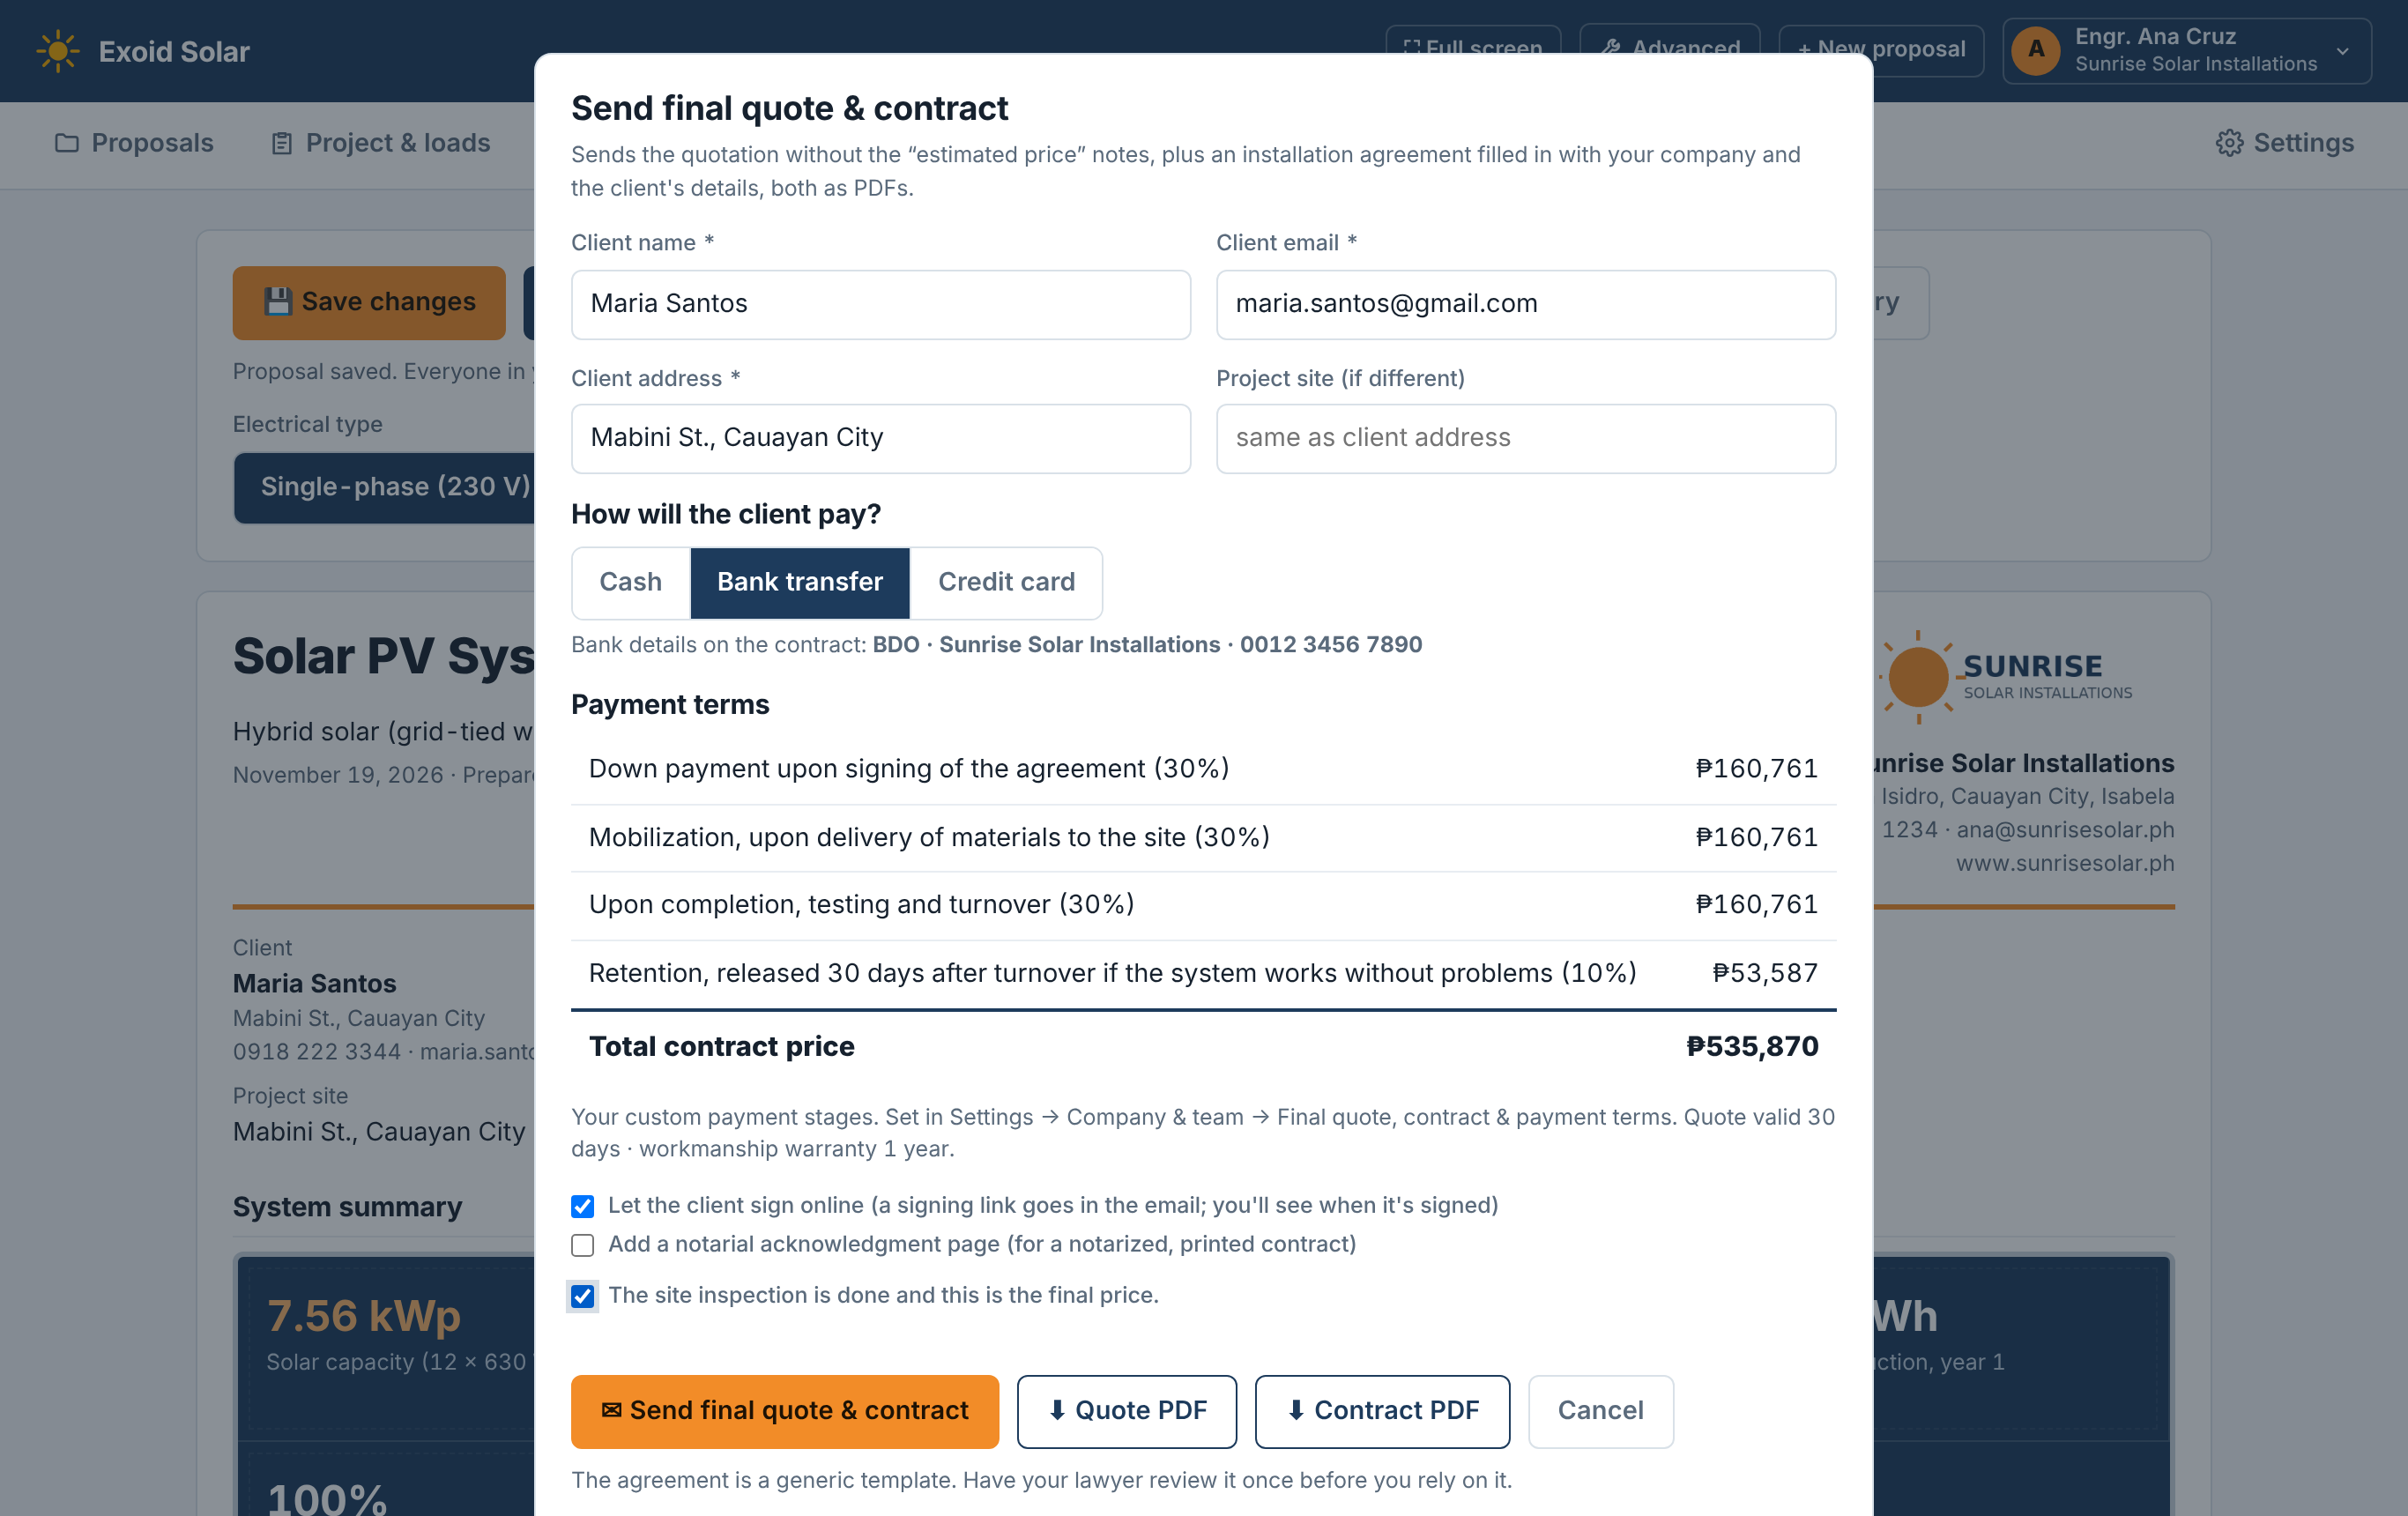 Exoid Solar
Full screen
Advanced
+ New proposal
A
Engr. Ana Cruz
Sunrise Solar Installations
Proposals
Project & loads
Settings
Save changes
Proposal saved. Everyone in
Electrical type
Single-phase (230 V)
Solar PV
Hybrid solar (grid-tied
November 19, 2026 ·
Client
Maria Santos
Mabini St., Cauayan City
0918 222 3344 ·
Project site
Mabini St., Cauayan City
System summary
7.56 kWp
Solar capacity (12 × 630
100%
Send final quote & contract
Sends the quotation without the “estimated price” notes, plus an installation agreement filled in with your company and
the client's details, both as PDFs.
Client name *
Client email *
Maria Santos
maria.santos@gmail.com
Client address *
Project site (if different)
Mabini St., Cauayan City
same as client address
How will the client pay?
Cash
Bank transfer
Credit card
Bank details on the contract: BDO · Sunrise Solar Installations · 0012 3456 7890
Payment terms
Down payment upon signing of the agreement (30%) ₱160,761
Mobilization, upon delivery of materials to the site (30%) ₱160,761
Upon completion, testing and turnover (30%) ₱160,761
Retention, released 30 days after turnover if the system works without problems (10%) ₱53,587
Total contract price ₱535,870
Your custom payment stages. Set in Settings → Company & team → Final quote, contract & payment terms. Quote valid 30
days · workmanship warranty 1 year.
Let the client sign online (a signing link goes in the email; you'll see when it's signed)
Add a notarial acknowledgment page (for a notarized, printed contract)
The site inspection is done and this is the final price.
✉ Send final quote & contract
⬇ Quote PDF
⬇ Contract PDF
Cancel
The agreement is a generic template. Have your lawyer review it once before you rely on it.
SUNRISE
SOLAR INSTALLATIONS
Solar Installations
Isidro, Cauayan City, Isabela
1234 · ana@sunrisesolar.ph
www.sunrisesolar.ph
year 1